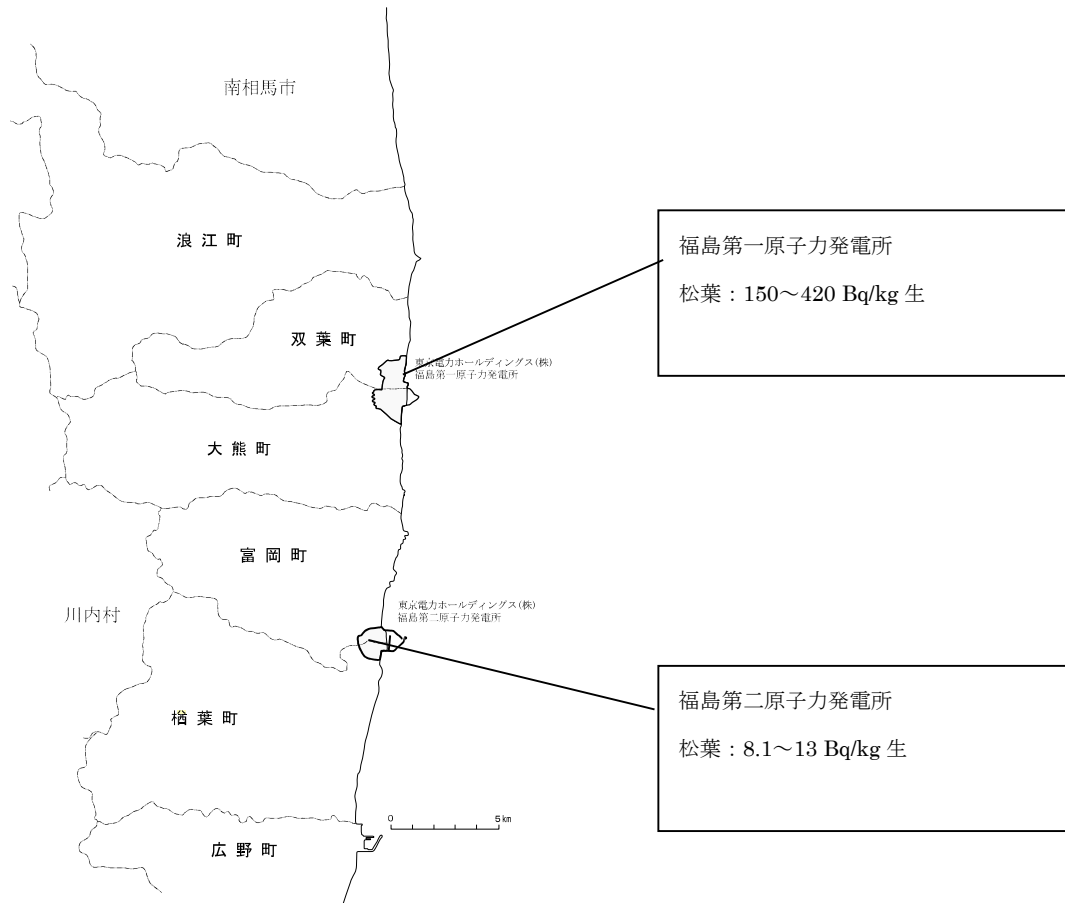 南相馬市
浪江町
福島第一原子力発電所
松葉：150～420 Bq/kg 生
双葉町
東京電力ホールディングス(株)
福島第一原子力発電所
大熊町
富岡町
川内村
東京電力ホールディングス(株)
福島第二原子力発電所
福島第二原子力発電所
松葉：8.1～13 Bq/kg 生
楢葉町
0 5km
広野町